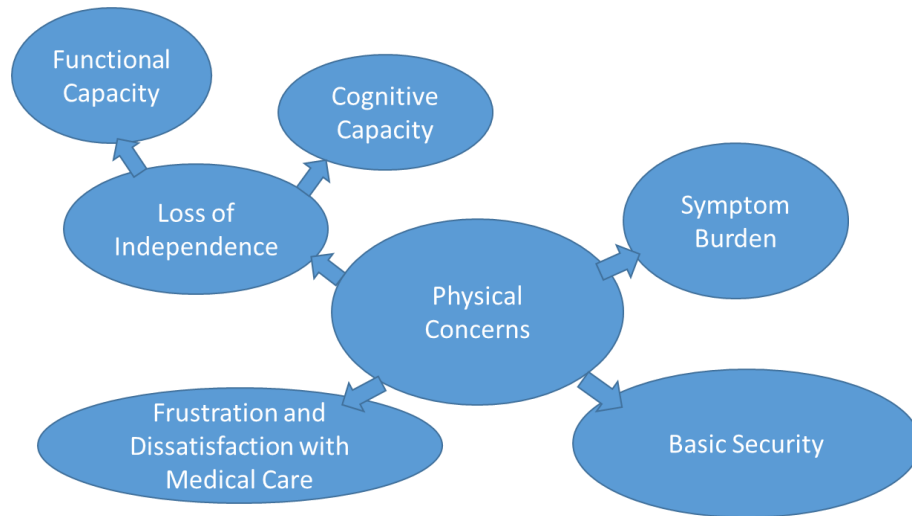 Functional
Capacity
Cognitive
Capacity
Loss of
Independence
Symptom
Burden
Physical
Concerns
Frustration and
Dissatisfaction with
Medical Care
Basic Security